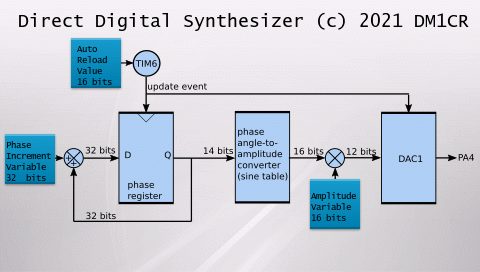 Direct Digital Synthesizer (c) 2021 DM1CR
Auto
Reload
Value
16 bits
TIM6
update event
Phase
Increment
Variable
32 bits
+
+
32 bits
D
Q
phase
register
32 bits
14 bits
phase
angle-to-
amplitude
converter
(sine table)
16 bits
12 bits
Amplitude
Variable
16 bits
DAC1
PA4